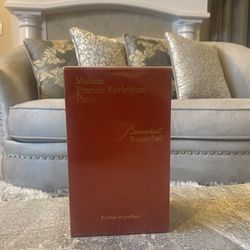 Maison
Francis Kurkdjian
Paris
Baccarat
Rouge 540
Extrait de parfum